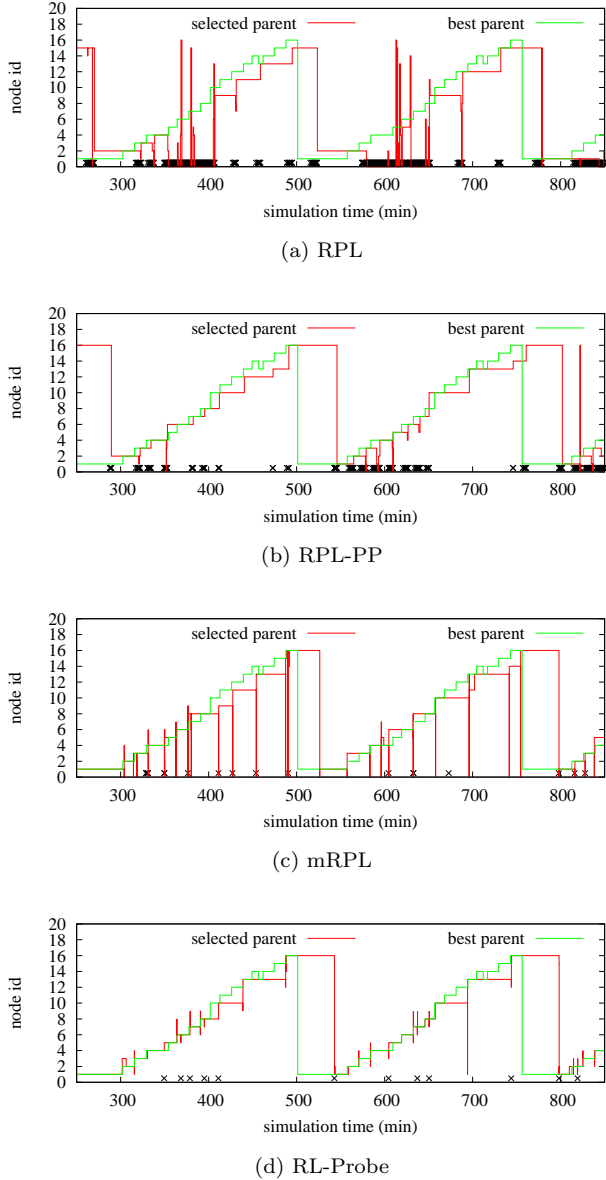 20
18
16
14
12
10
8
6
4
2
0
node id
selected parent
best parent
300 400 500 600 700 800
simulation time (min)
(a) RPL
20
18
16
14
12
10
8
6
4
2
0
node id
selected parent
best parent
300 400 500 600 700 800
simulation time (min)
(b) RPL-PP
20
18
16
14
12
10
8
6
4
2
0
node id
selected parent
best parent
300 400 500 600 700 800
simulation time (min)
(c) mRPL
20
18
16
14
12
10
8
6
4
2
0
node id
selected parent
best parent
300 400 500 600 700 800
simulation time (min)
(d) RL-Probe